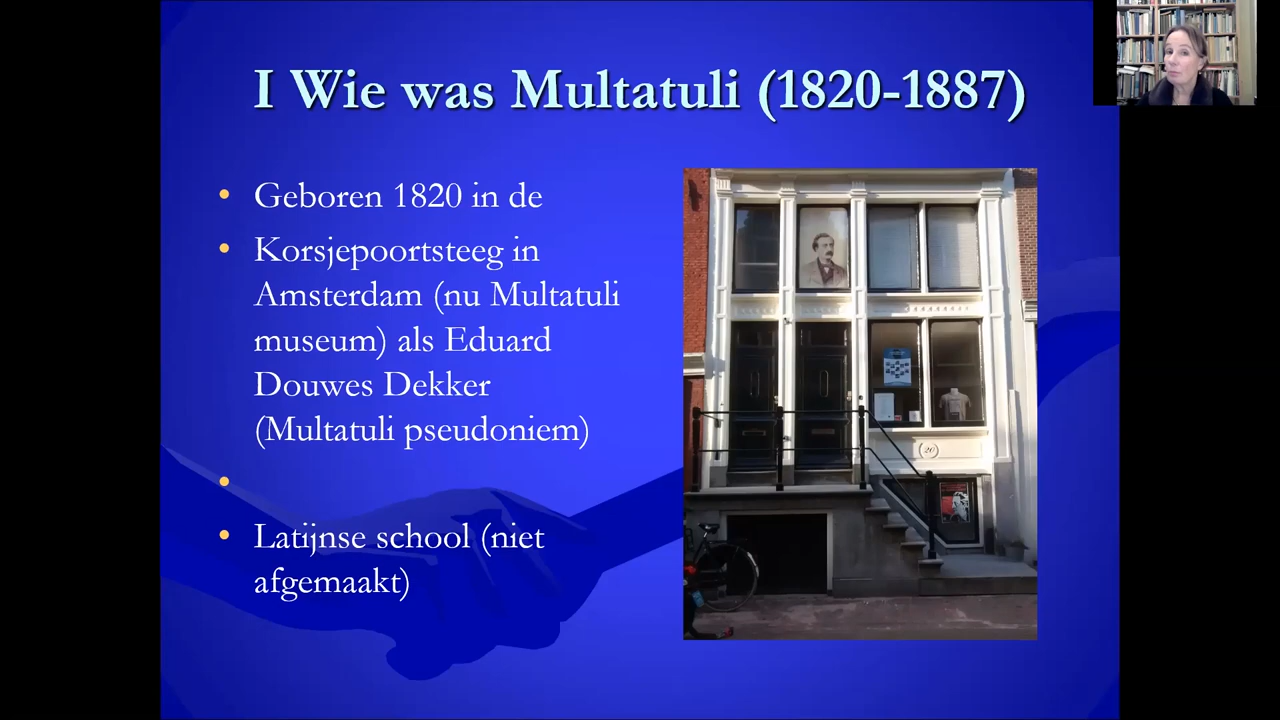 I Wie was Multatuli (1820-1887)
• Geboren 1820 in de
• Korsjepoortsteeg in
Amsterdam (nu Multatuli
museum) als Eduard
Douwes Dekker
(Multatuli pseudoniem)
•
• Latijnse school (niet
afgemaakt)
20